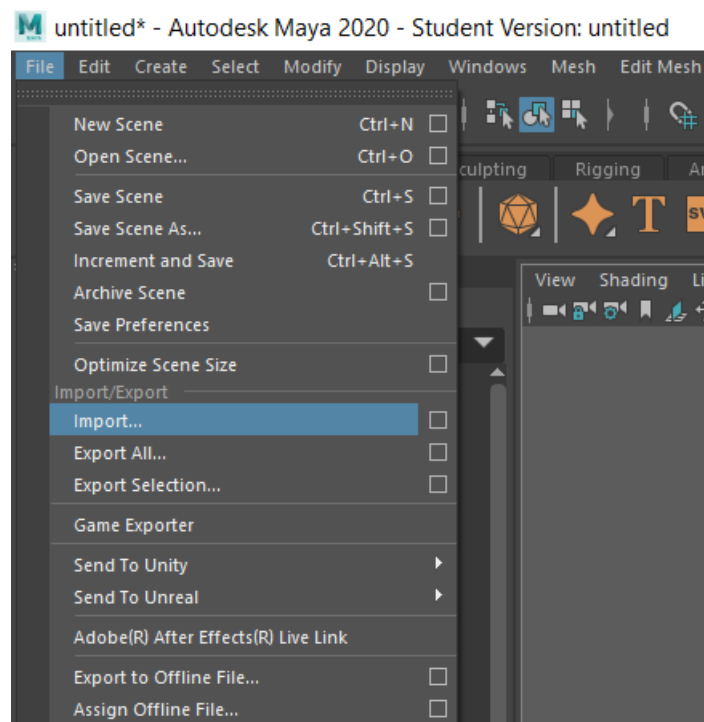 untitled* - Autodesk Maya 2020 - Student Version: untitled
File Edit Create Select Modify Display Windows Mesh Edit Mesh
New Scene Ctrl+N
Open Scene... Ctrl+O
culpting Rigging
Save Scene Ctrl+S
Save Scene As... Ctrl+Shift+S
T
Increment and Save Ctrl+Alt+S
View Shading
Archive Scene
Save Preferences
Optimize Scene Size
Import/Export
Import...
Export All...
Export Selection...
Game Exporter
Send To Unity
Send To Unreal
Adobe(R) After Effects(R) Live Link
Export to Offline File...
Assign Offline File...